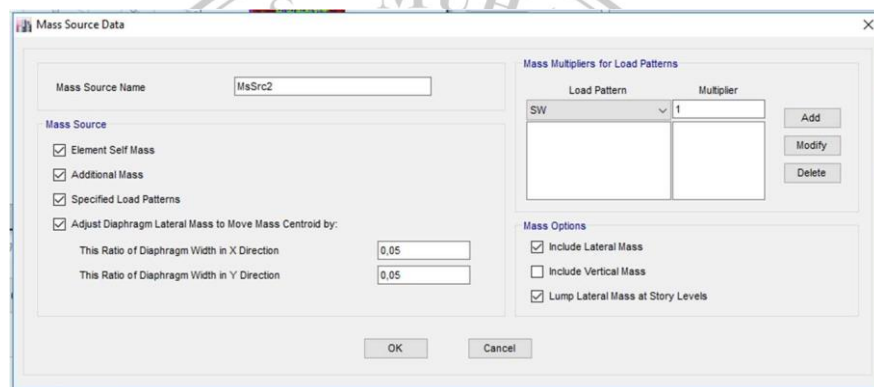 Mass Source Data
Mass Source Name
MsSrc2
Mass Source
Element Self Mass
Additional Mass
Specified Load Patterns
Adjust Diaphragm Lateral Mass to Move Mass Centroid by:
This Ratio of Diaphragm Width in X Direction
0,05
This Ratio of Diaphragm Width in Y Direction
0,05
Mass Multipliers for Load Patterns
Load Pattern
Multiplier
SW
1
Add
Modify
Delete
Mass Options
Include Lateral Mass
Include Vertical Mass
Lump Lateral Mass at Story Levels
OK
Cancel